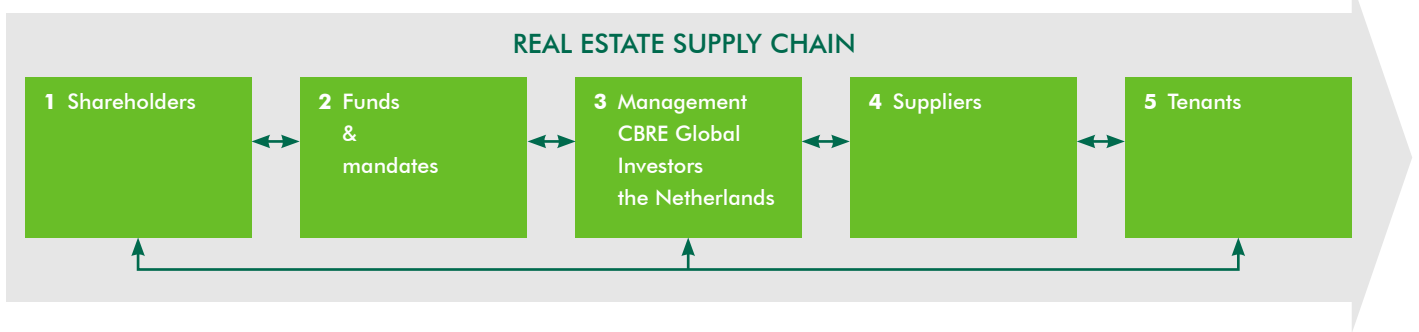 REAL ESTATE SUPPLY CHAIN
1 Shareholders
2 Funds
&
mandates
3 Management
CBRE Global
Investors
the Netherlands
4 Suppliers
5 Tenants